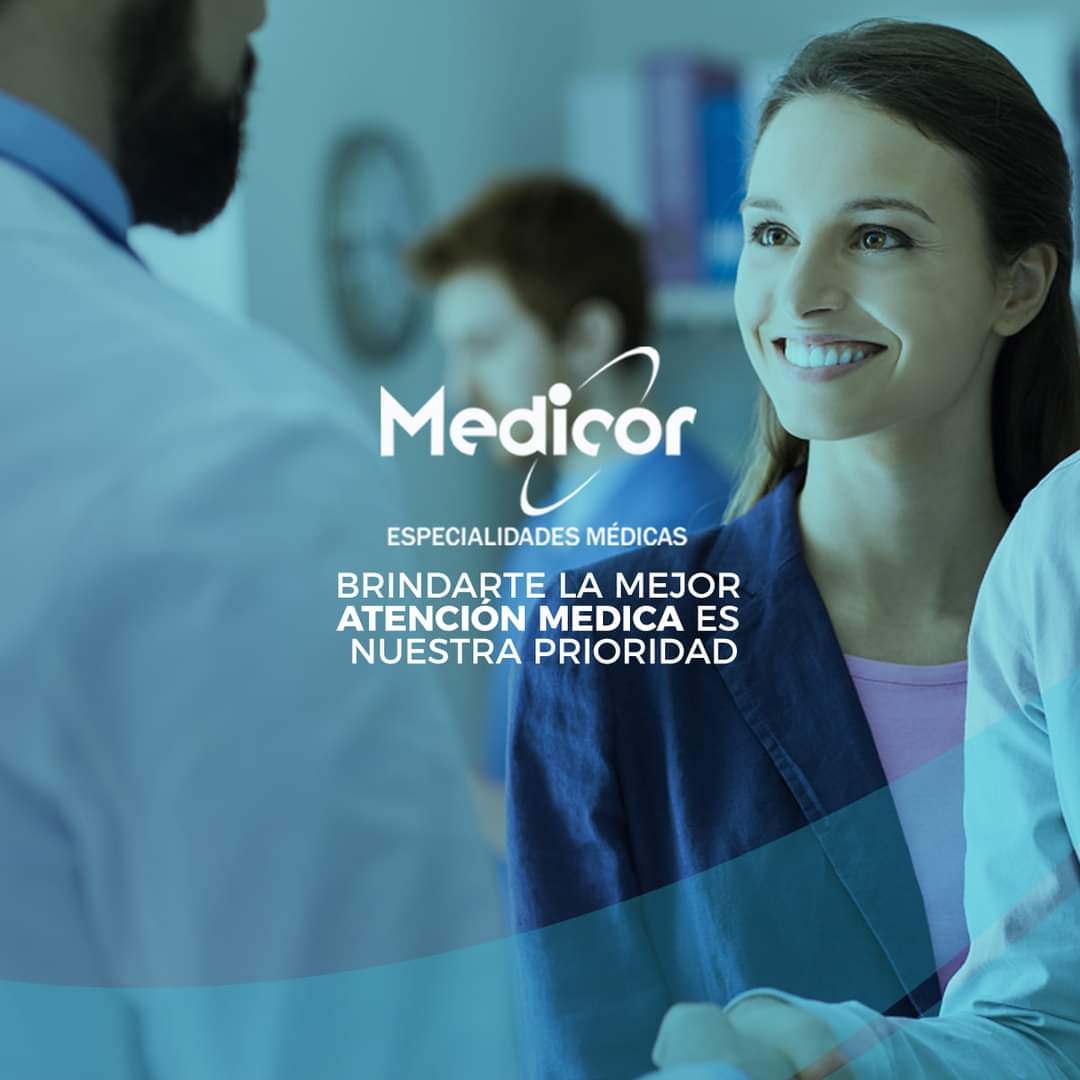 Medicor
ESPECIALIDADES MÉDICAS
BRINDARTE LA MEJOR
ATENCIÓN MEDICA ES
NUESTRA PRIORIDAD